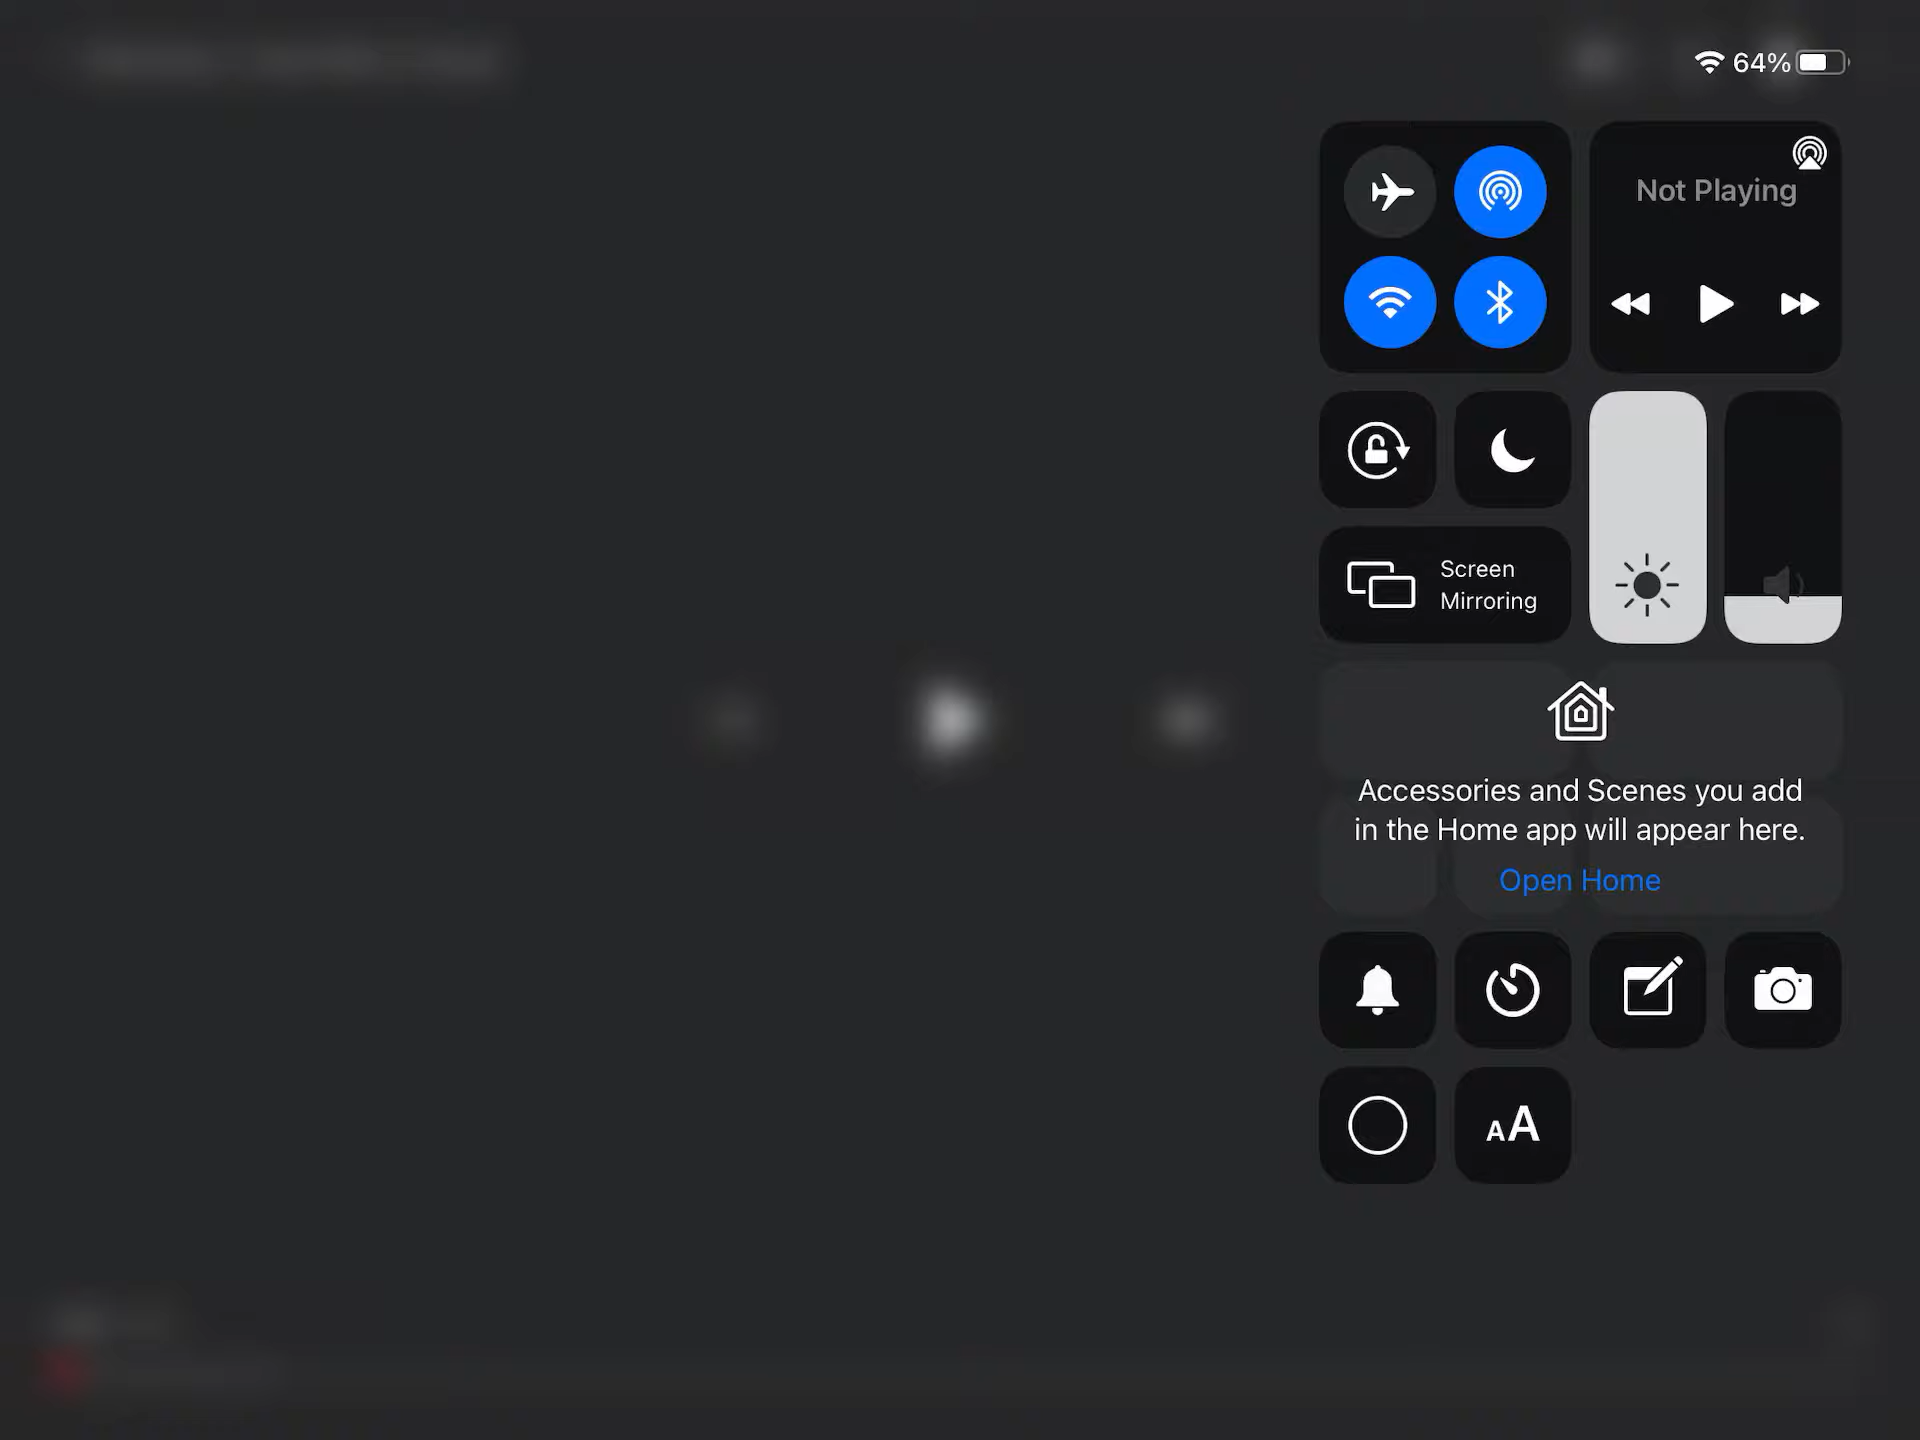 64%
Not Playing
Screen
Mirroring
Accessories and Scenes you add
in the Home app will appear here.
Open Home
AA